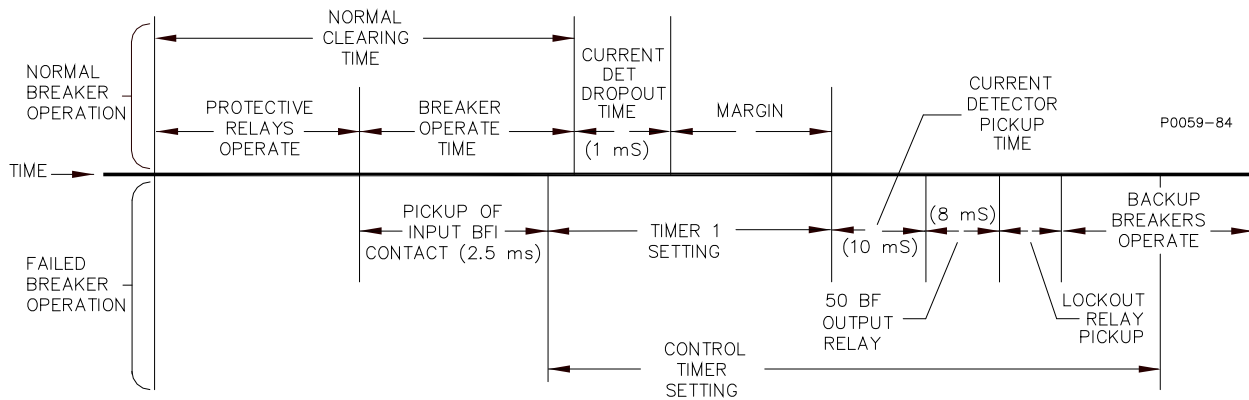 NORMAL
CLEARING
TIME
CURRENT
DET
DROPOUT
TIME
(1 mS)
NORMAL
BREAKER
OPERATION
PROTECTIVE
RELAYS
OPERATE
BREAKER
OPERATE
TIME
MARGIN
CURRENT
DETECTOR
PICKUP
TIME
P0059-84
TIME
PICKUP OF
INPUT BFI
CONTACT (2.5 ms)
TIMER 1
SETTING
(10 mS)
(8 mS)
BACKUP
BREAKERS
OPERATE
FAILED
BREAKER
OPERATION
50 BF
OUTPUT
RELAY
LOCKOUT
RELAY
PICKUP
CONTROL
TIMER
SETTING